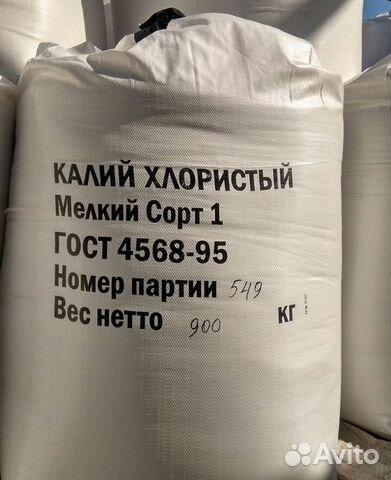 КАЛИЙ ХЛОРИСТЫЙ
Мелкий Сорт 1
ГОСТ 4568-95
Номер партии 549
Вес нетто 900 кг
Avito